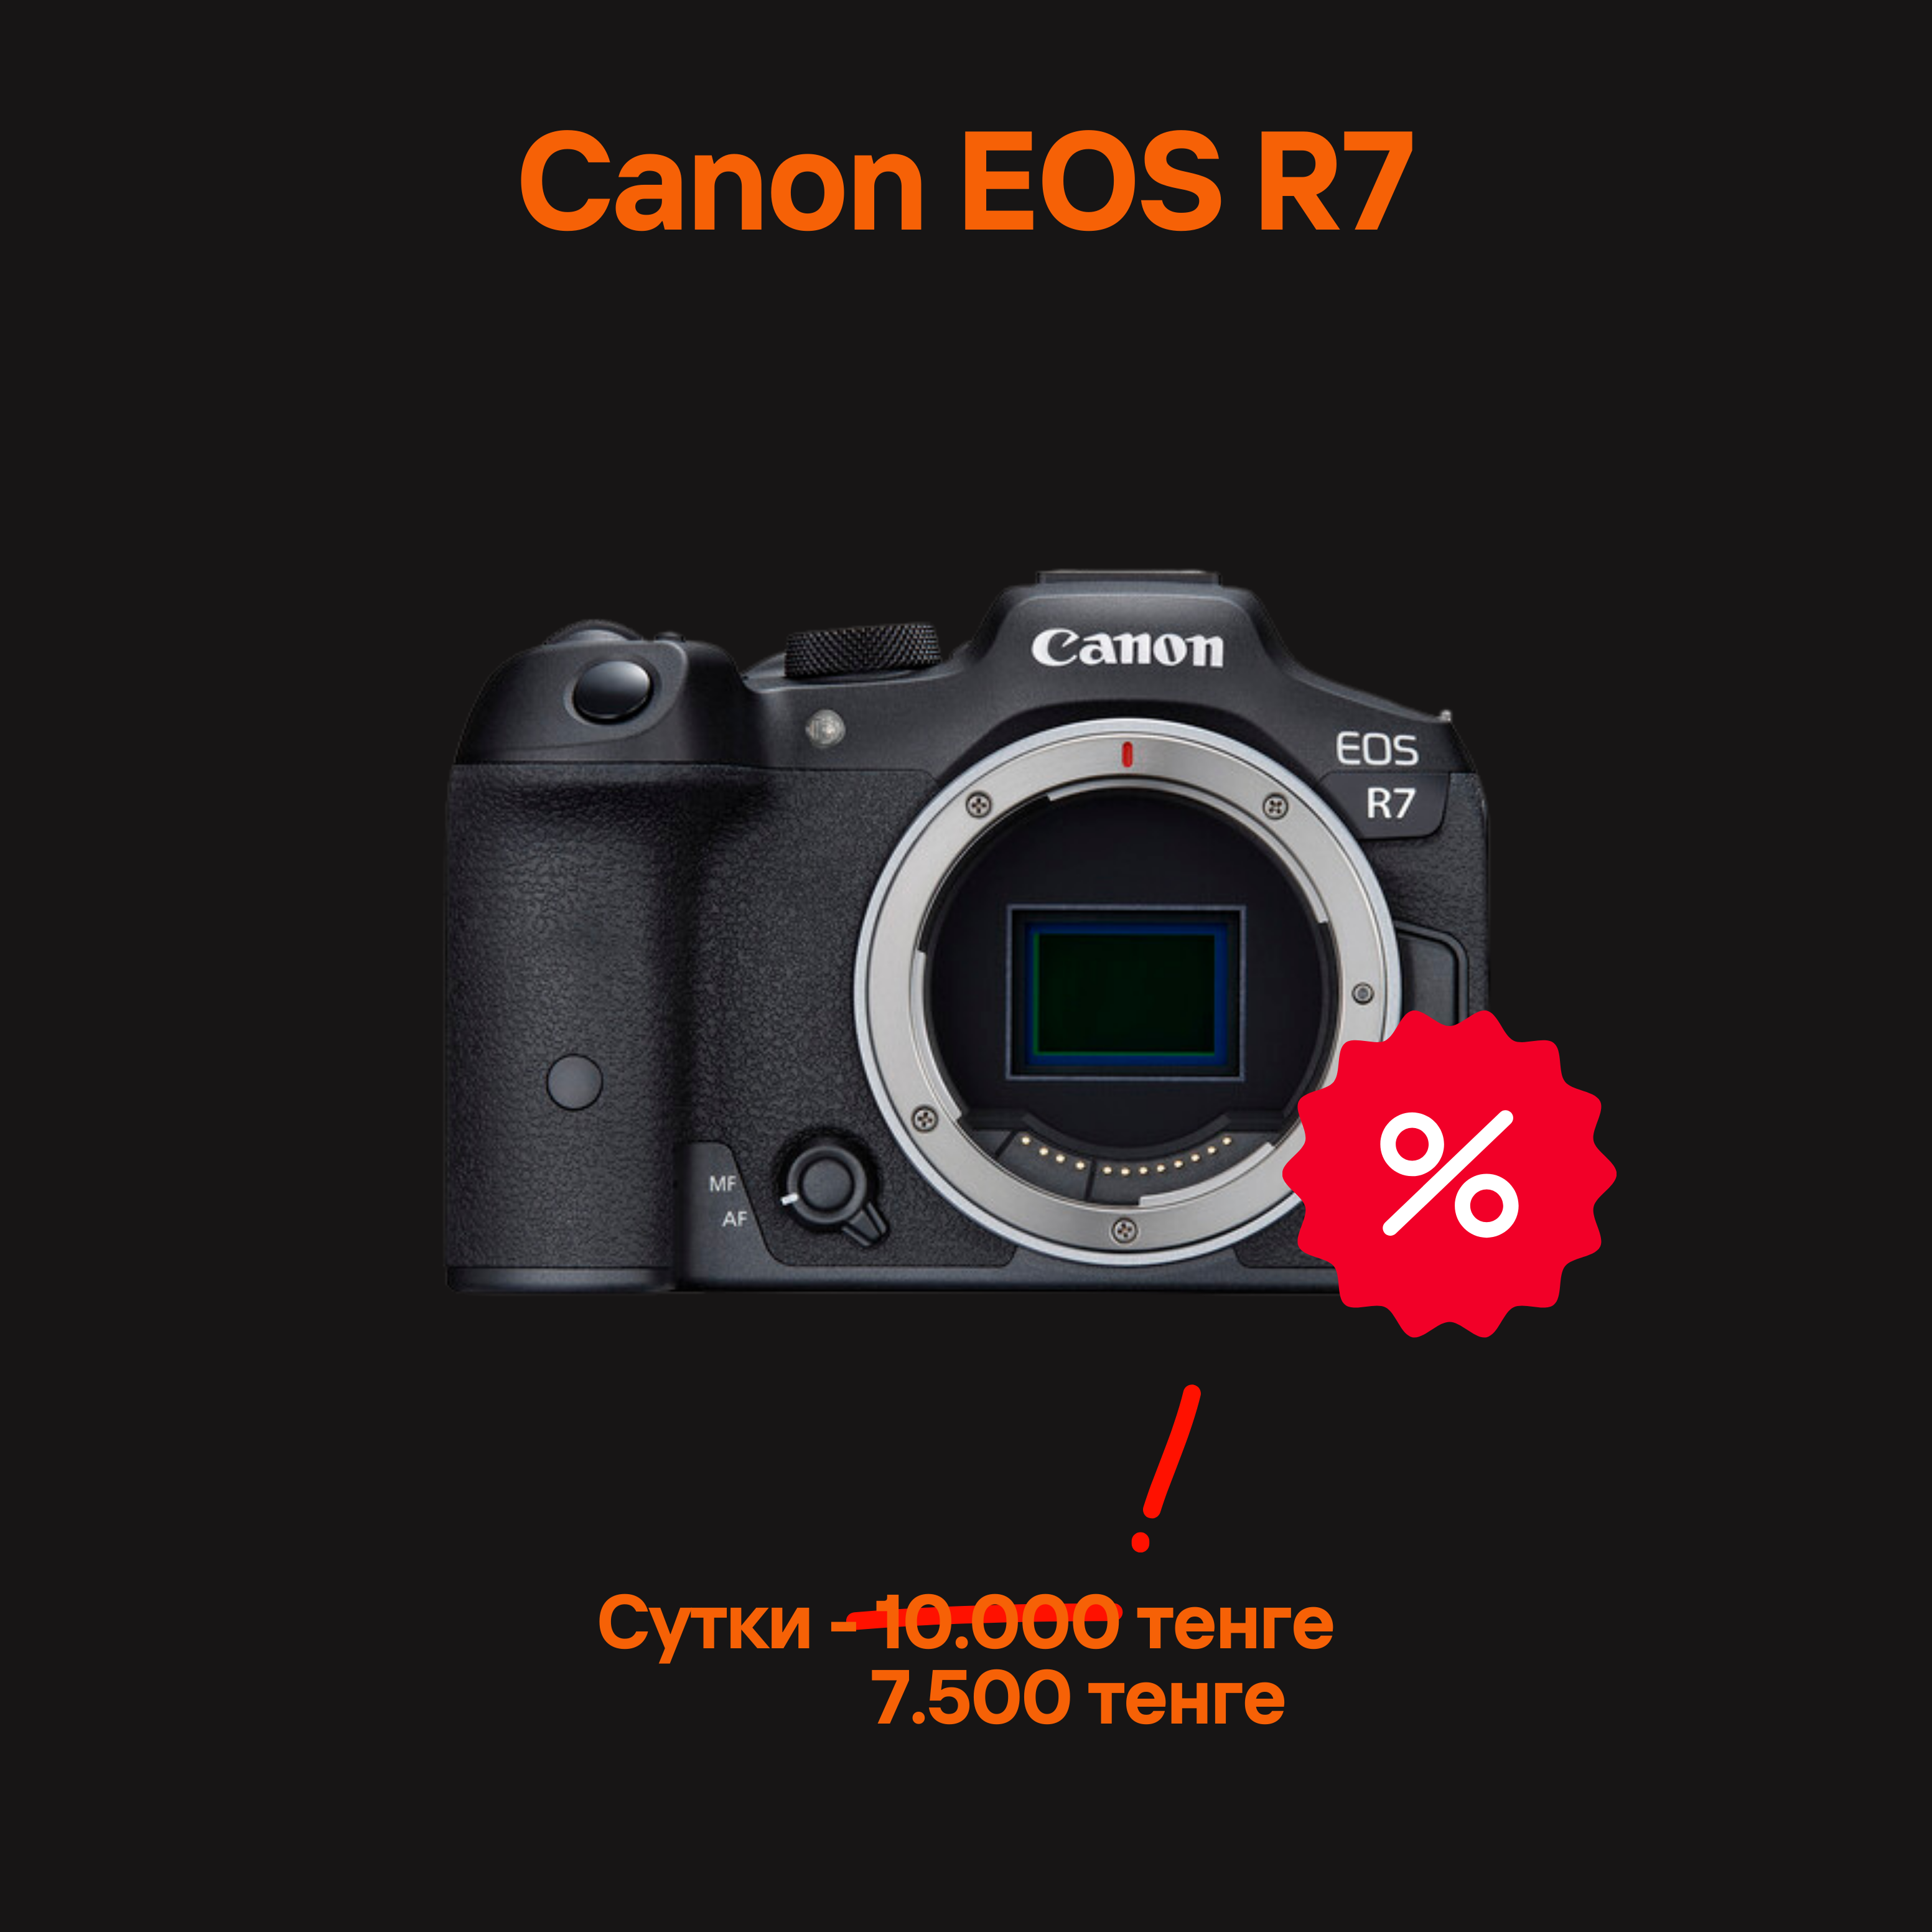 Canon EOS R7
Canon
EOS
R7
MF
AF
%
Сутки - 10.000 тенге
7.500 тенге